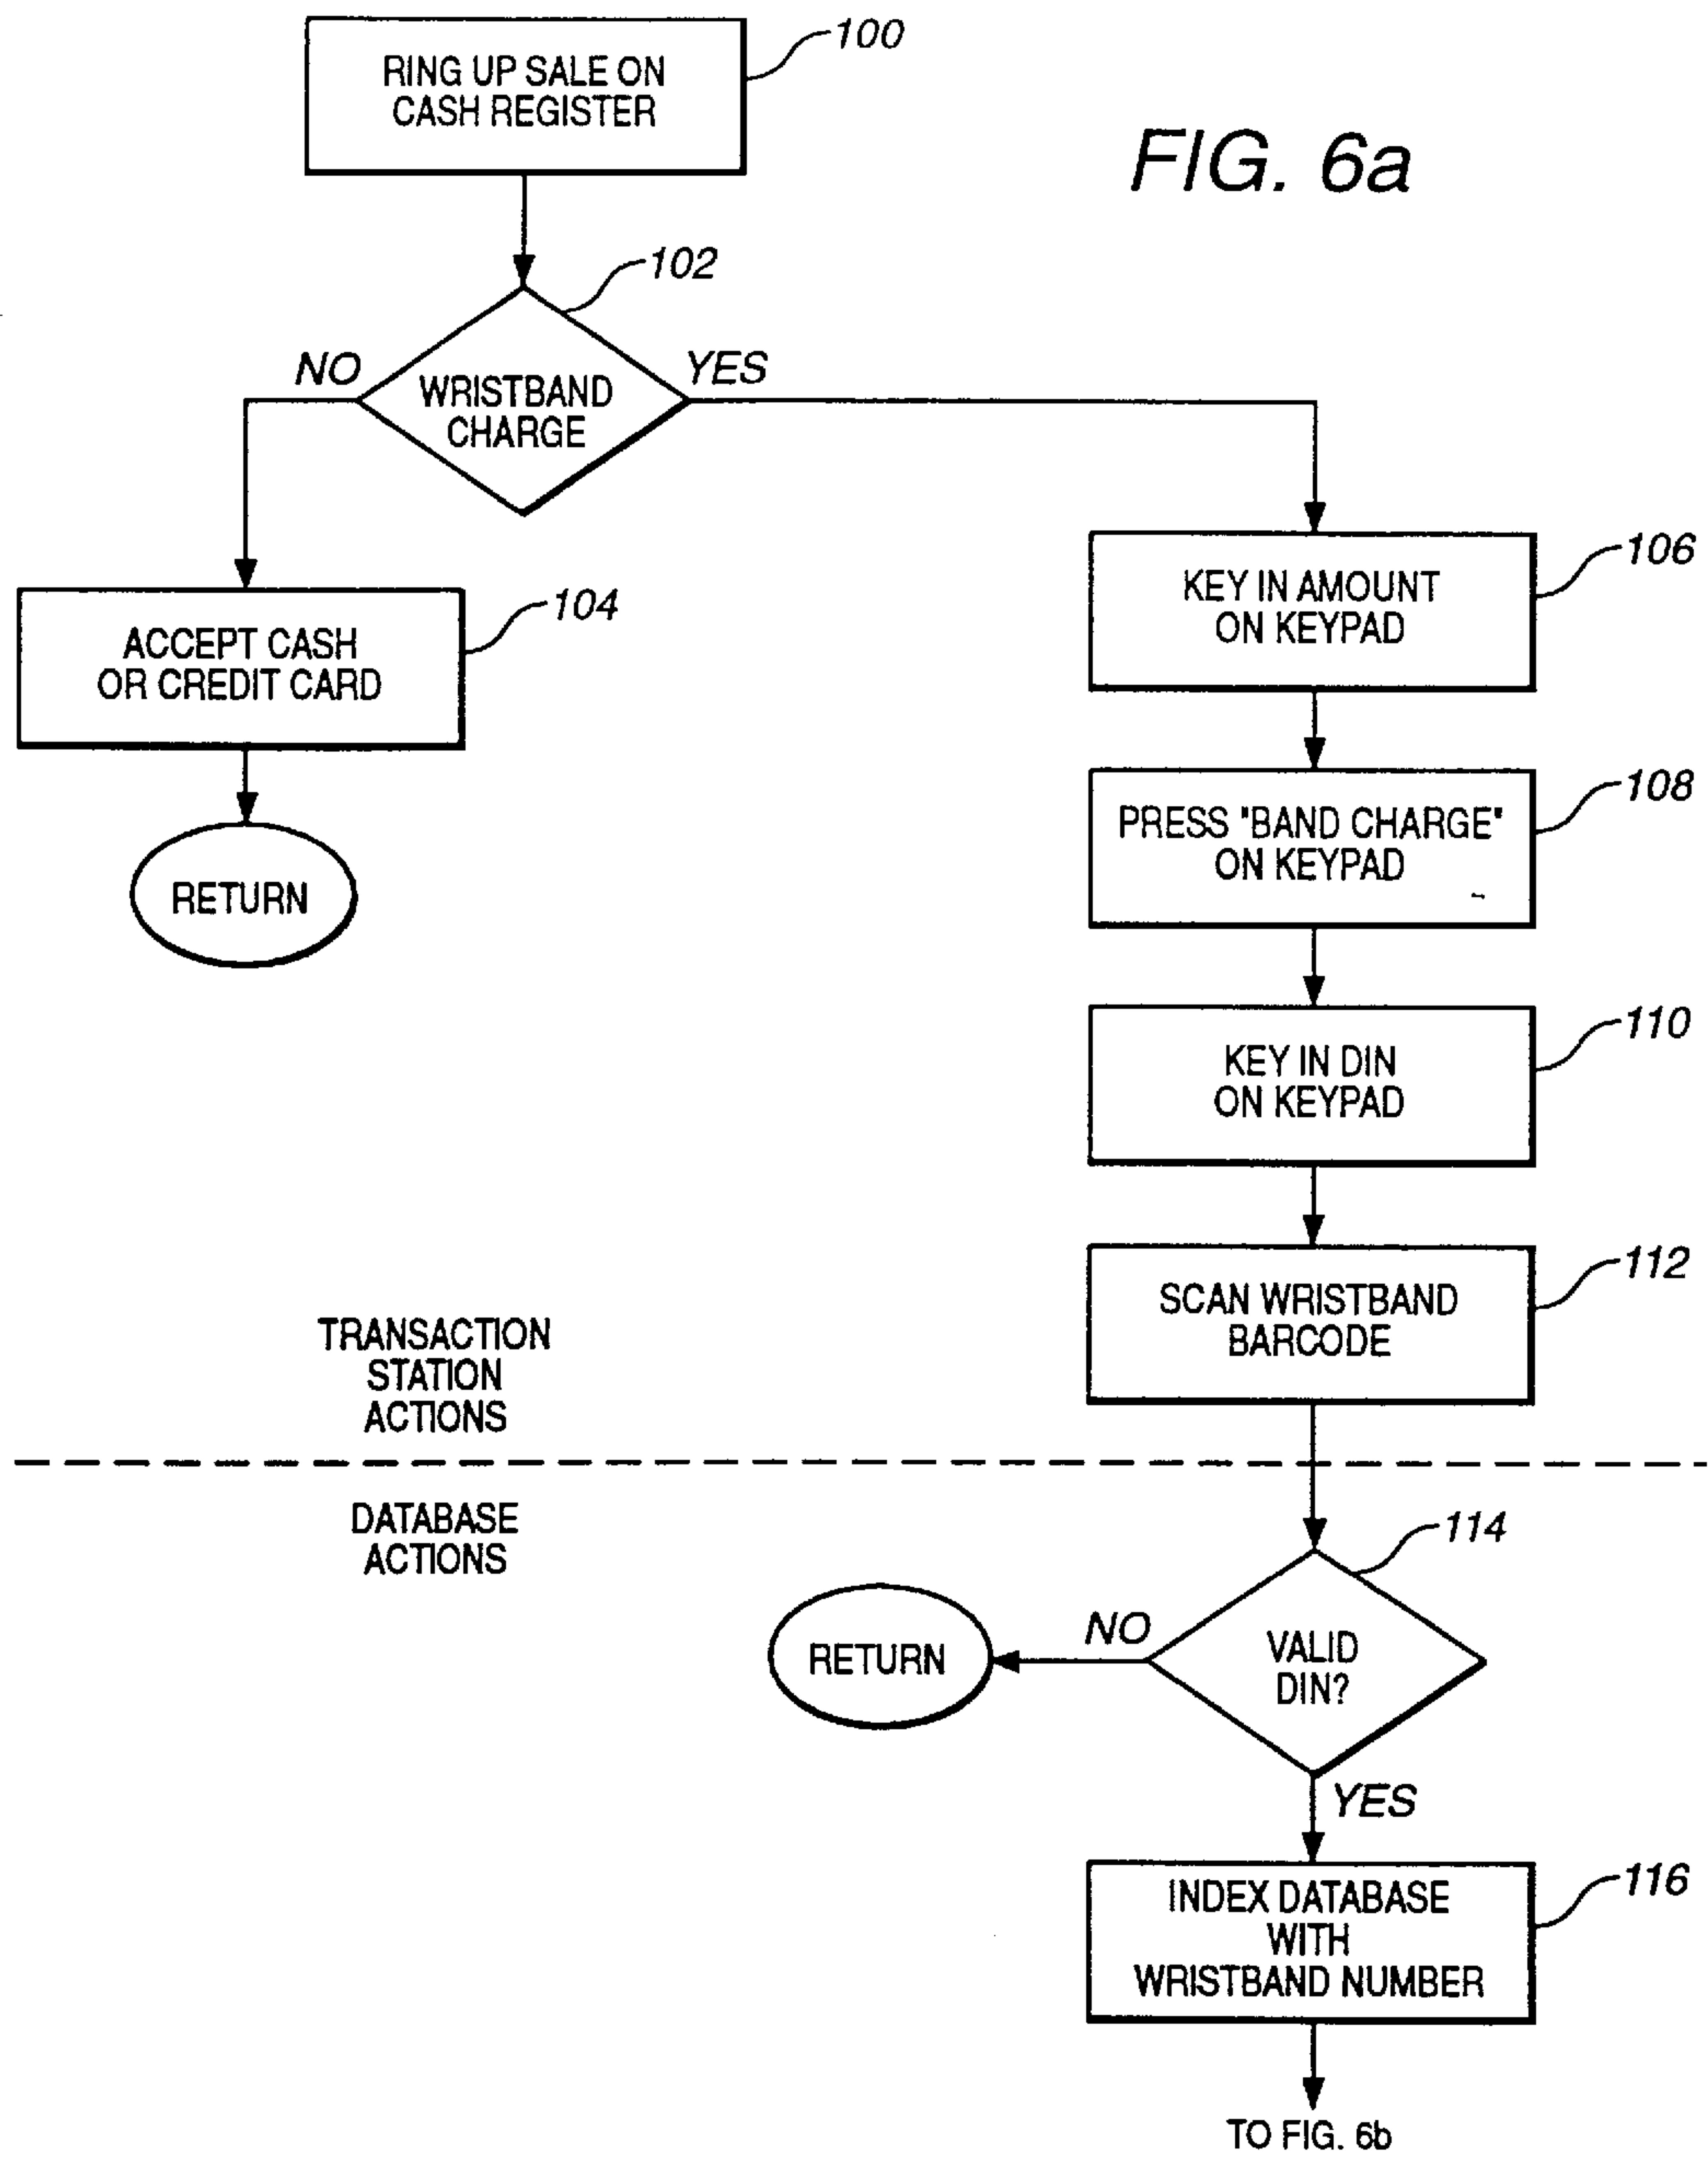 100
RING UP SALE ON
CASH REGISTER
FIG. 6a
102
NO
YES
WRISTBAND
CHARGE
106
KEY IN AMOUNT
ON KEYPAD
104
ACCEPT CASH
OR CREDIT CARD
108
PRESS "BAND CHARGE"
ON KEYPAD
RETURN
110
KEY IN DIN
ON KEYPAD
112
SCAN WRISTBAND
BARCODE
TRANSACTION
STATION
ACTIONS
DATABASE
ACTIONS
114
NO
RETURN
VALID
DIN?
YES
116
INDEX DATABASE
WITH
WRISTBAND NUMBER
TO FIG. 6b